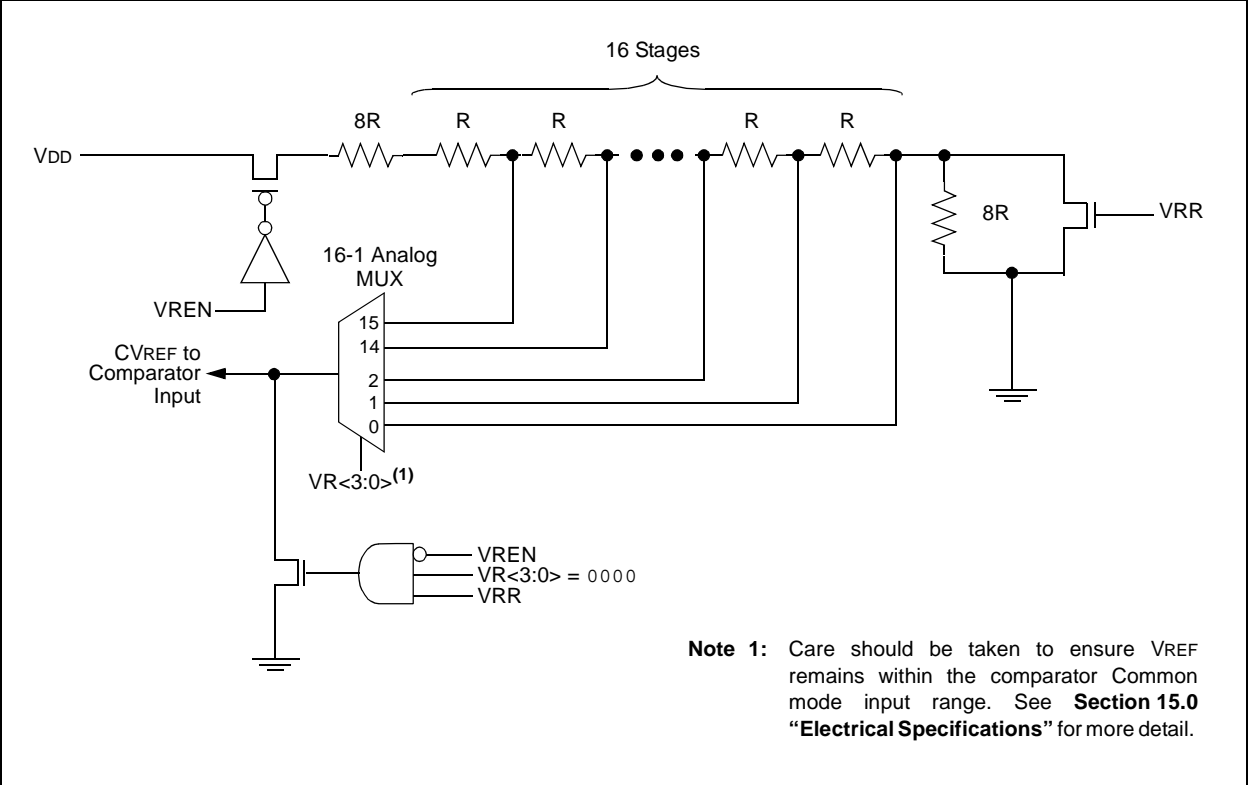 16 Stages
8R R R R R
VDD
8R
VRR
16-1 Analog
MUX
VREN
15
14
2
1
0
CVREF to
Comparator
Input
VR<3:0>(1)
VREN
VR<3:0> = 0000
VRR
Note 1: Care should be taken to ensure VREF
remains within the comparator Common
mode input range. See Section 15.0
“Electrical Specifications” for more detail.